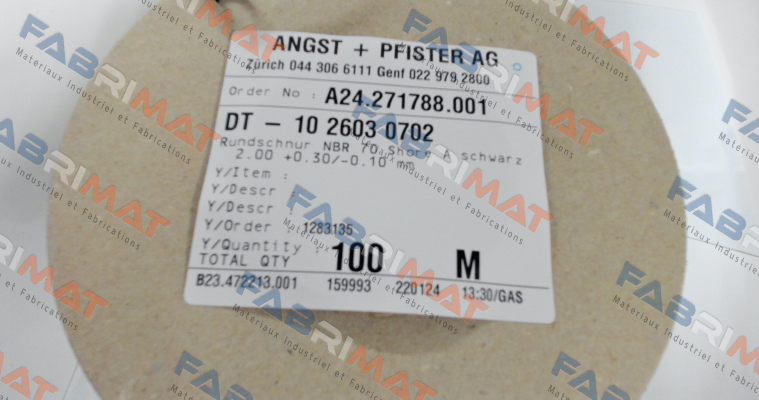 ANGST + PFISTER AG
Zürich 044 306 6111 Genf 022 979 2800
Order No : A24.271788.001
DT - 10 2603 0702
Rundschnur NBR 70 Shore schwarz
2.00 +0.30/-0.10 mm
Y/Item :
Y/Descr
Y/Descr :
Y/Order : 1283135
Y/Quantity :
TOTAL QTY 100 M
B23.472213.001 159993 220124 13:30/GAS
FABRIMAT
Materiaux Industriel et Fabrications